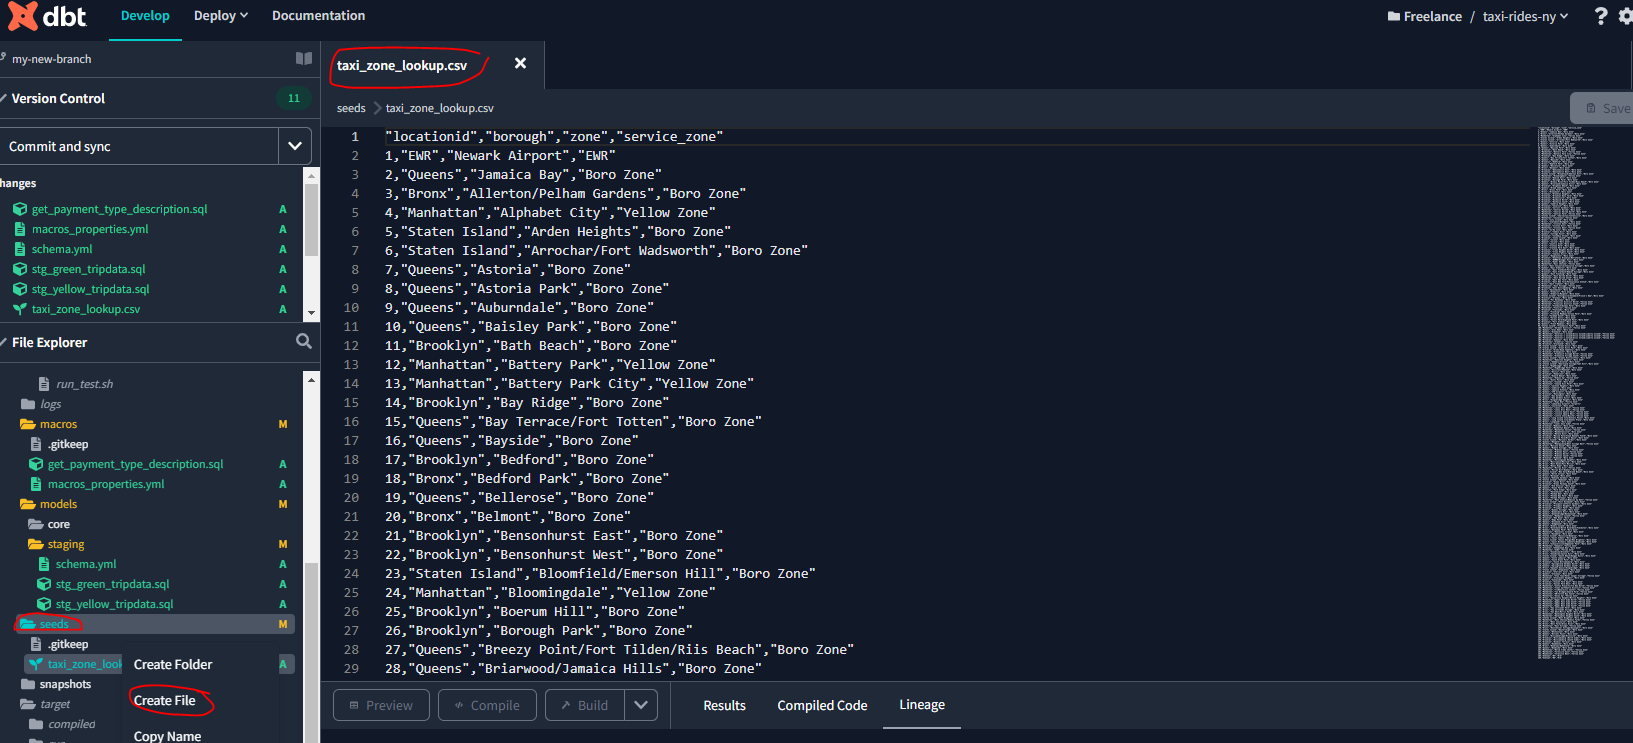 dbt
Develop
Deploy
Documentation
Freelance / taxi-rides-ny
?
my-new-branch
Version Control
11
Commit and sync
hanges
get_payment_type_description.sql A
macros_properties.yml A
schema.yml A
stg_green_tripdata.sql A
stg_yellow_tripdata.sql A
taxi_zone_lookup.csv A
File Explorer
run_test.sh
logs
macros M
.gitkeep
get_payment_type_description.sql A
macros_properties.yml A
models M
core
staging M
schema.yml A
stg_green_tripdata.sql A
stg_yellow_tripdata.sql A
seeds M
.gitkeep
taxi_zone_look A
snapshots
target
compiled
Create Folder
Create File
Copy Name
taxi_zone_lookup.csv
seeds > taxi_zone_lookup.csv
Save
1 "locationid","borough","zone","service_zone"
2 1,"EWR","Newark Airport","EWR"
3 2,"Queens","Jamaica Bay","Boro Zone"
4 3,"Bronx","Allerton/Pelham Gardens","Boro Zone"
5 4,"Manhattan","Alphabet City","Yellow Zone"
6 5,"Staten Island","Arden Heights","Boro Zone"
7 6,"Staten Island","Arrochar/Fort Wadsworth","Boro Zone"
8 7,"Queens","Astoria","Boro Zone"
9 8,"Queens","Astoria Park","Boro Zone"
10 9,"Queens","Auburndale","Boro Zone"
11 10,"Queens","Baisley Park","Boro Zone"
12 11,"Brooklyn","Bath Beach","Boro Zone"
13 12,"Manhattan","Battery Park","Yellow Zone"
14 13,"Manhattan","Battery Park City","Yellow Zone"
15 14,"Brooklyn","Bay Ridge","Boro Zone"
16 15,"Queens","Bay Terrace/Fort Totten","Boro Zone"
17 16,"Queens","Bayside","Boro Zone"
18 17,"Brooklyn","Bedford","Boro Zone"
19 18,"Bronx","Bedford Park","Boro Zone"
20 19,"Queens","Bellerose","Boro Zone"
21 20,"Bronx","Belmont","Boro Zone"
22 21,"Brooklyn","Bensonhurst East","Boro Zone"
23 22,"Brooklyn","Bensonhurst West","Boro Zone"
24 23,"Staten Island","Bloomfield/Emerson Hill","Boro Zone"
25 24,"Manhattan","Bloomingdale","Yellow Zone"
26 25,"Brooklyn","Boerum Hill","Boro Zone"
27 26,"Brooklyn","Borough Park","Boro Zone"
28 27,"Queens","Breezy Point/Fort Tilden/Riis Beach","Boro Zone"
29 28,"Queens","Briarwood/Jamaica Hills","Boro Zone"
Preview
Compile
Build
Results
Compiled Code
Lineage